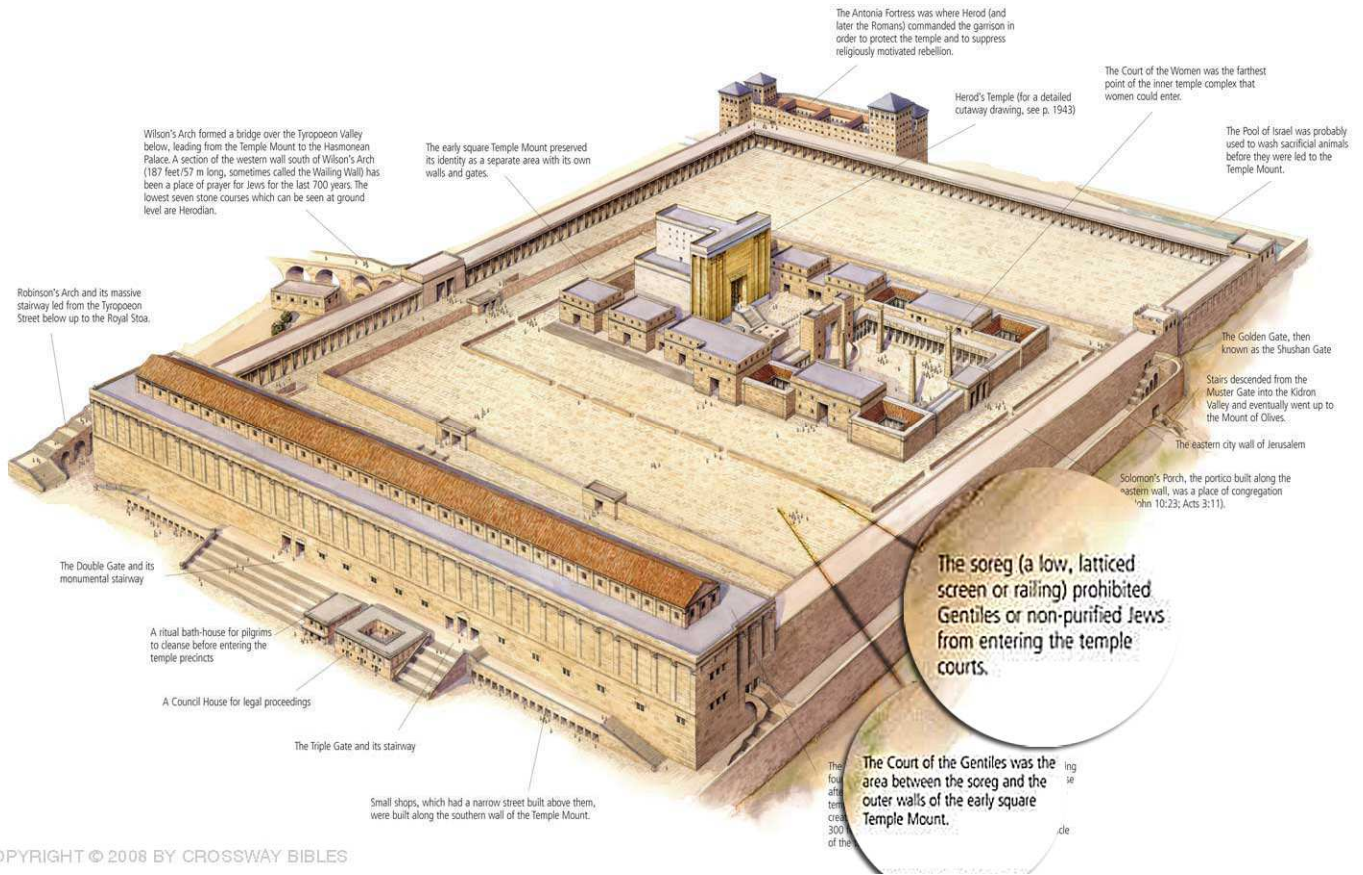 The Antonia Fortress was where Herod (and
later the Romans) commanded the garrison in
order to protect the temple and to suppress
religiously motivated rebellion.
The Court of the Women was the farthest
point of the inner temple complex that
women could enter.
Herod's Temple (for a detailed
cutaway drawing, see p. 1943)
The Pool of Israel was probably
used to wash sacrificial animals
before they were led to the
Temple Mount.
Wilson's Arch formed a bridge over the Tyropoeon Valley
below, leading from the Temple Mount to the Hasmonean
Palace. A section of the western wall south of Wilson's Arch
(187 feet/57 m long, sometimes called the Wailing Wall) has
been a place of prayer for Jews for the last 700 years. The
lowest seven stone courses which can be seen at ground
level are Herodian.
The early square Temple Mount preserved
its identity as a separate area with its own
walls and gates.
Robinson's Arch and its massive
stairway led from the Tyropoeon
Street below up to the Royal Stoa.
The Golden Gate, then
known as the Shushan Gate
Stairs descended from the
Muster Gate into the Kidron
Valley and eventually went up to
the Mount of Olives.
The eastern city wall of Jerusalem
Solomon's Porch, the portico built along the
eastern wall, was a place of congregation
John 10:23; Acts 3:11).
The soreg (a low, latticed
screen or railing) prohibited
Gentiles or non-purified Jews
from entering the temple
courts.
The Double Gate and its
monumental stairway
A ritual bath-house for pilgrims
to cleanse before entering the
temple precincts
A Council House for legal proceedings
The Triple Gate and its stairway
Small shops, which had a narrow street built above them,
were built along the southern wall of the Temple Mount.
The Court of the Gentiles was the
area between the soreg and the
outer walls of the early square
Temple Mount.
The
300
of the
COPYRIGHT © 2008 BY CROSSWAY BIBLES